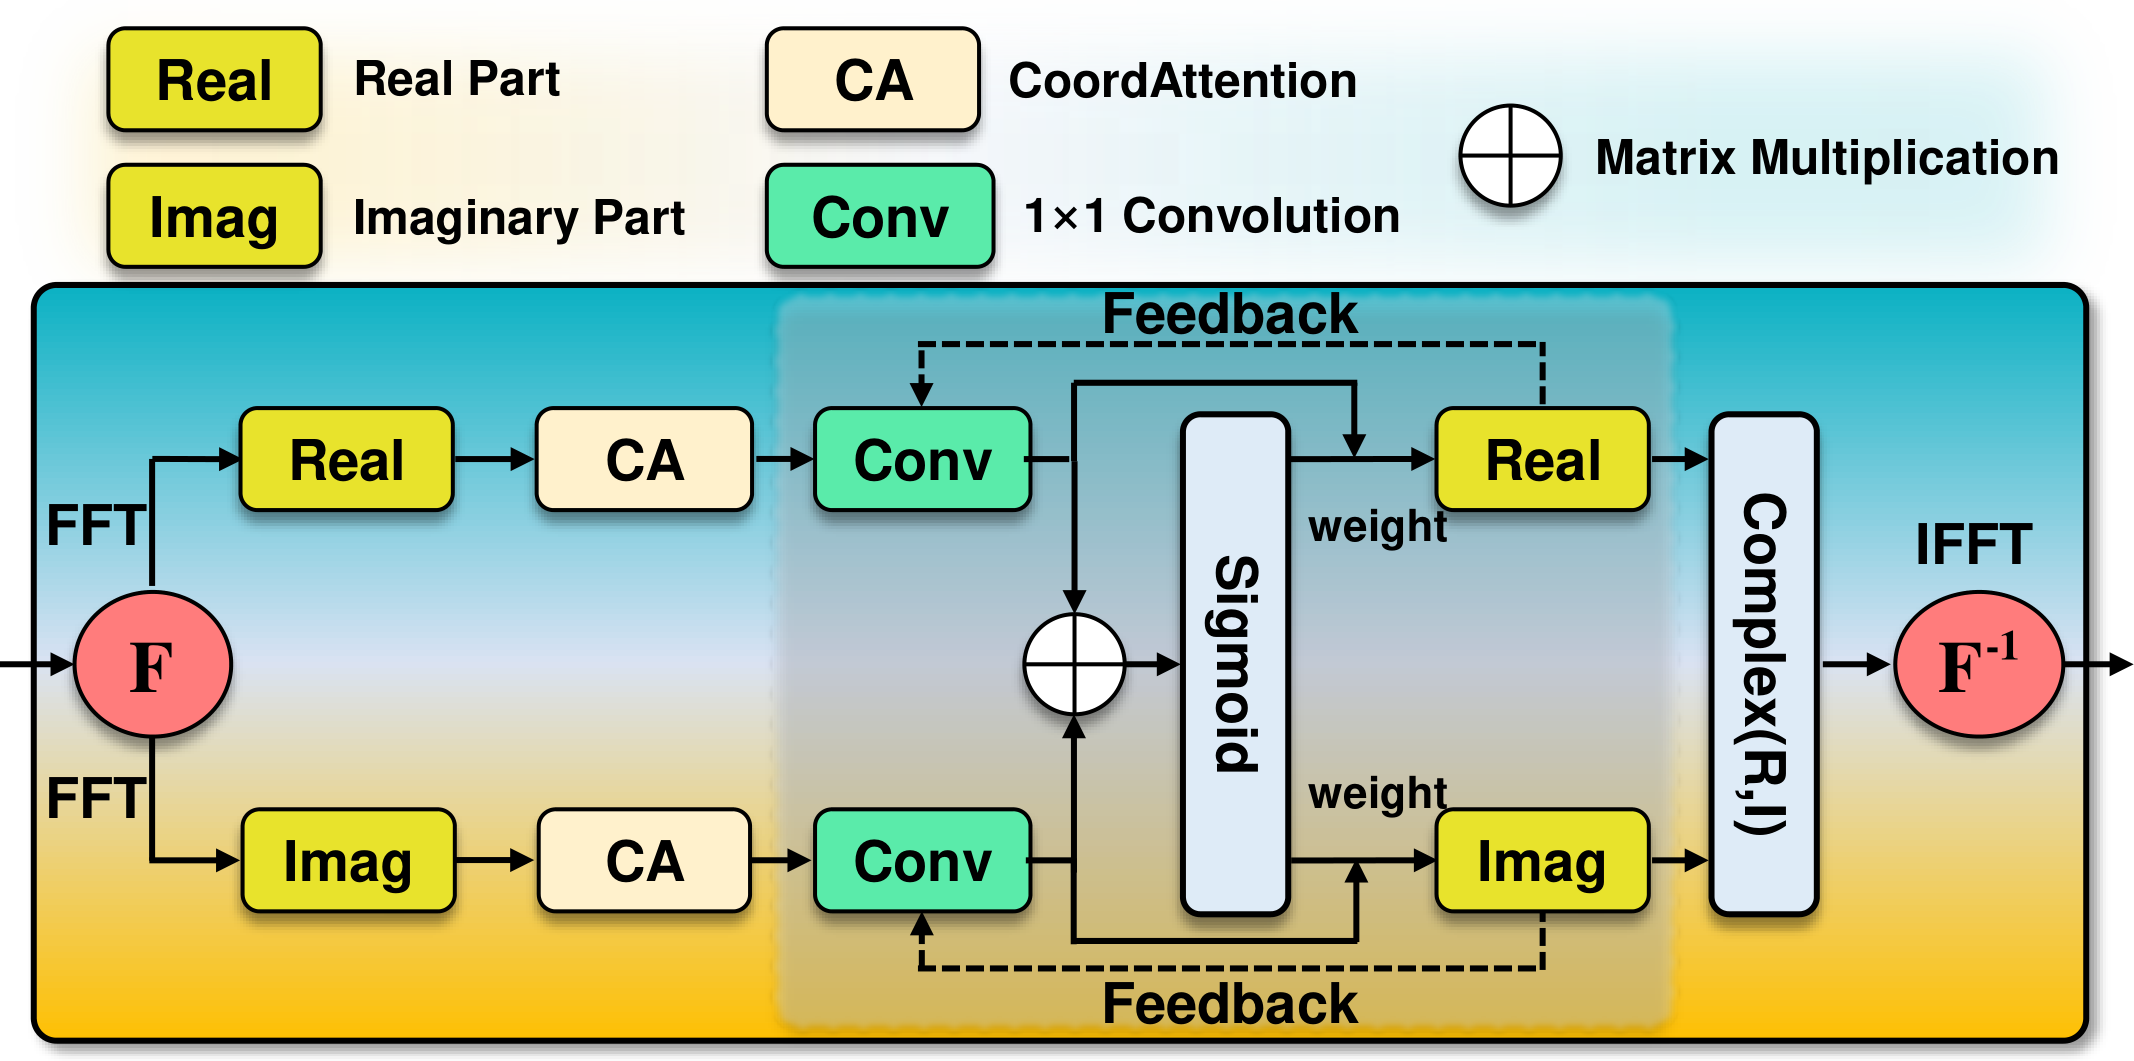 Real Real Part
CA CoordAttention
Matrix Multiplication
Imag Imaginary Part
Conv 1×1 Convolution
Feedback
Real
CA
Conv
Real
FFT
weight
IFFT
F
Sigmoid
Complex(R,I)
F-1
FFT
weight
Imag
CA
Conv
Imag
Feedback